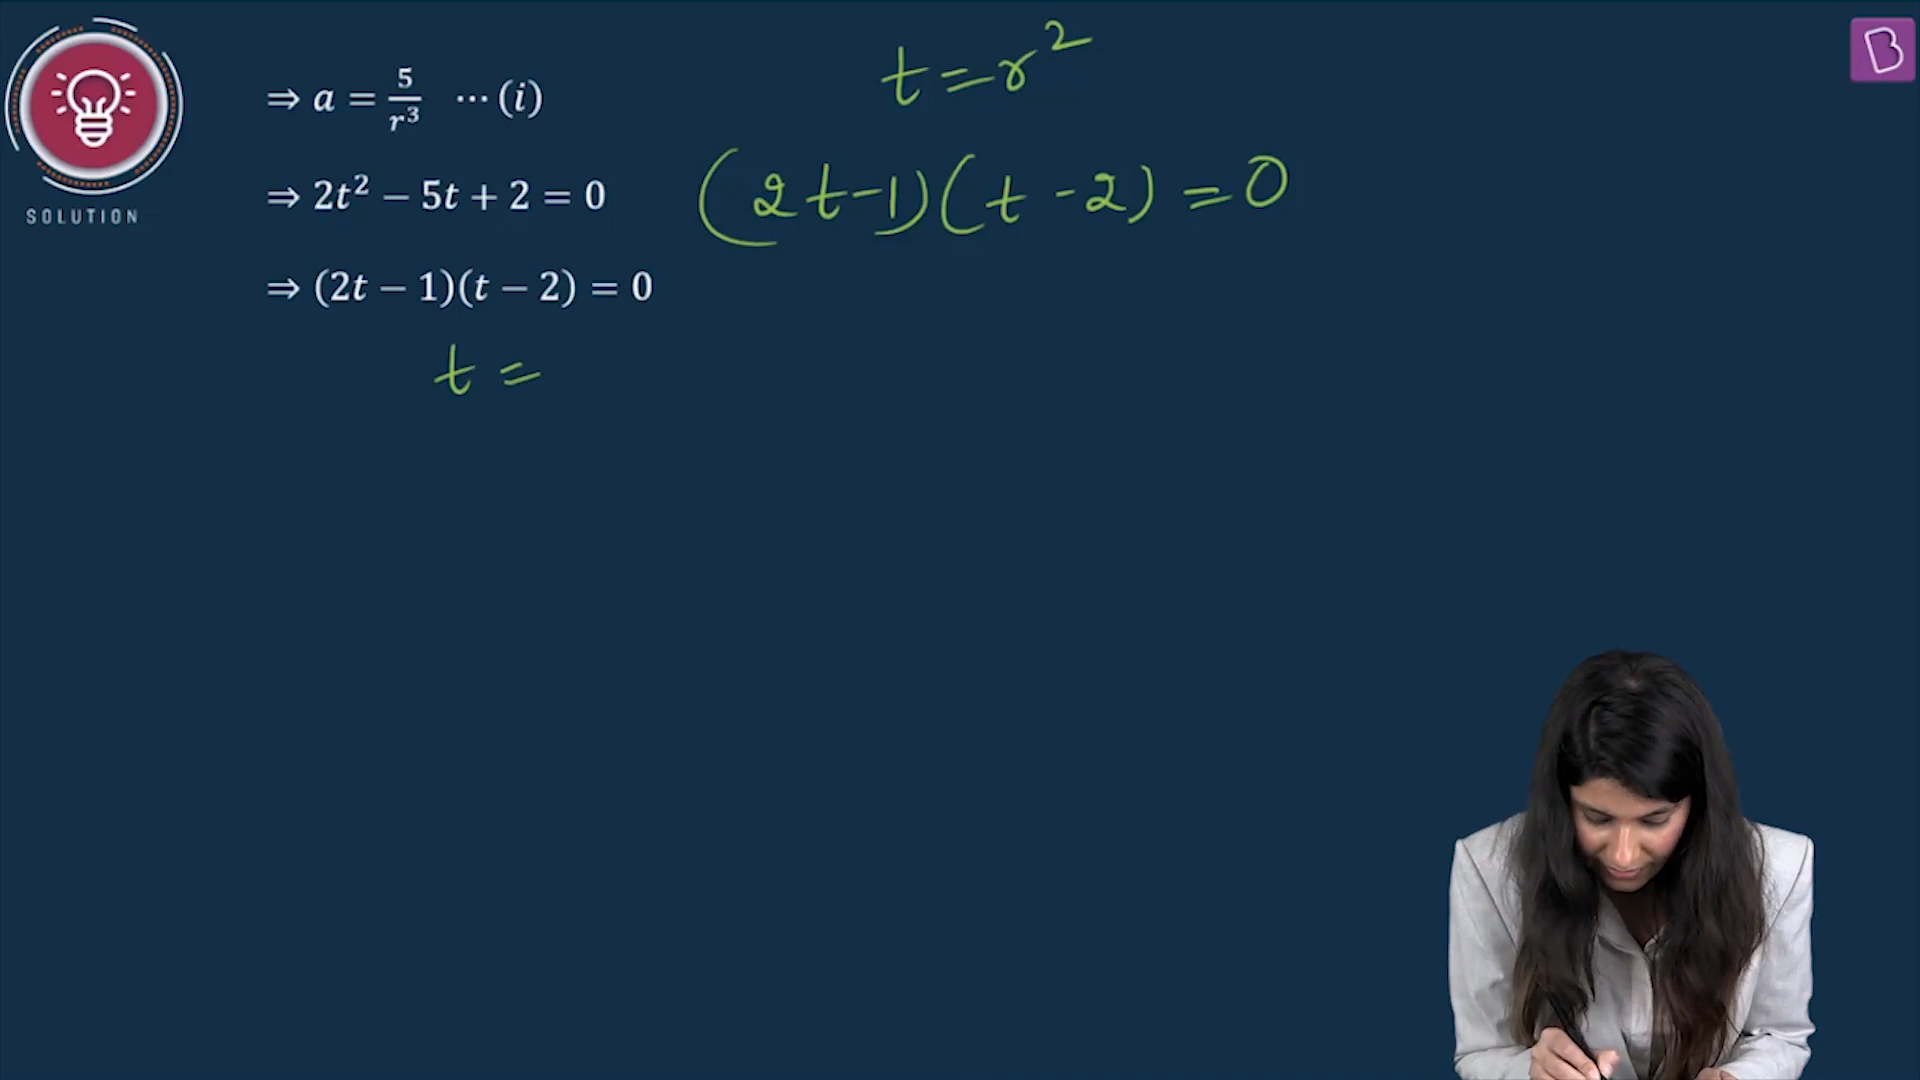 ⇒ a = 5/r³ ⋯ (i)
t = r²
⇒ 2t² − 5t + 2 = 0
(2t-1)(t-2) = 0
⇒ (2t − 1)(t − 2) = 0
t =
SOLUTION
B